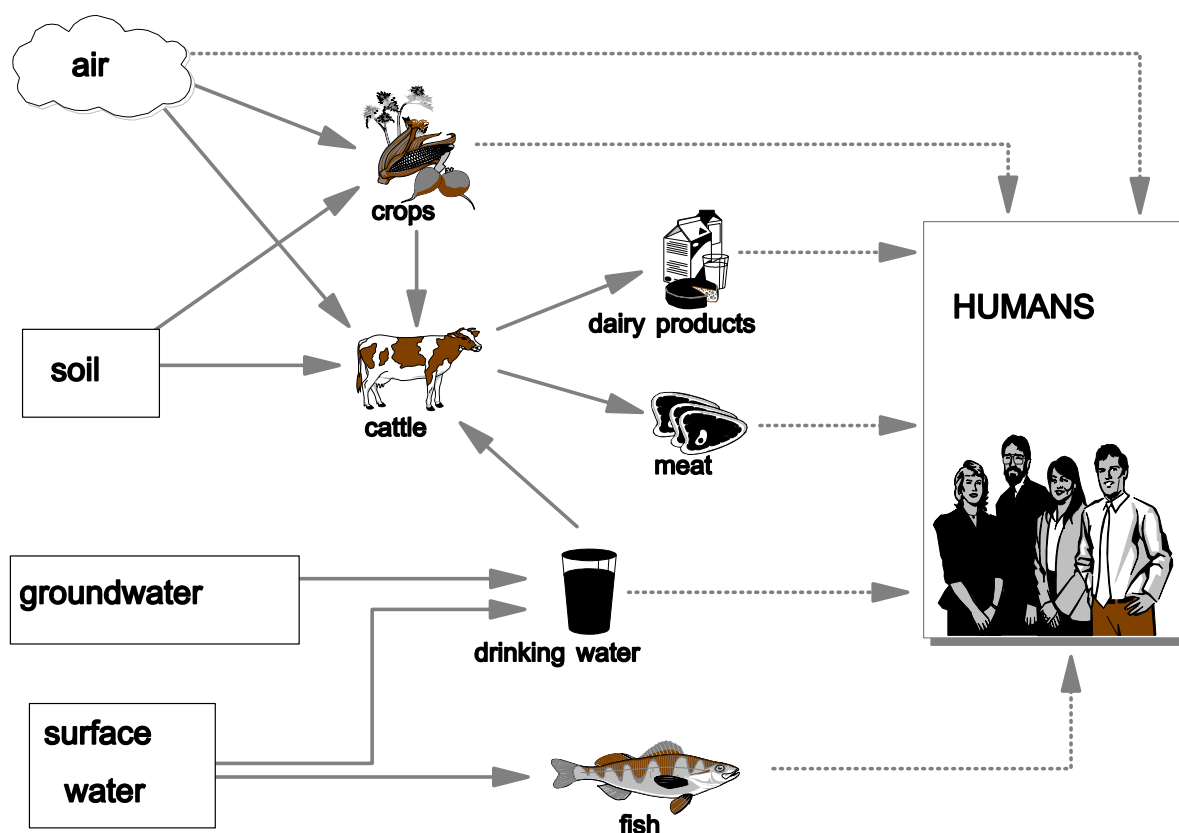 air
crops
dairy products
HUMANS
soil
cattle
meat
groundwater
drinking water
surface
water
fish